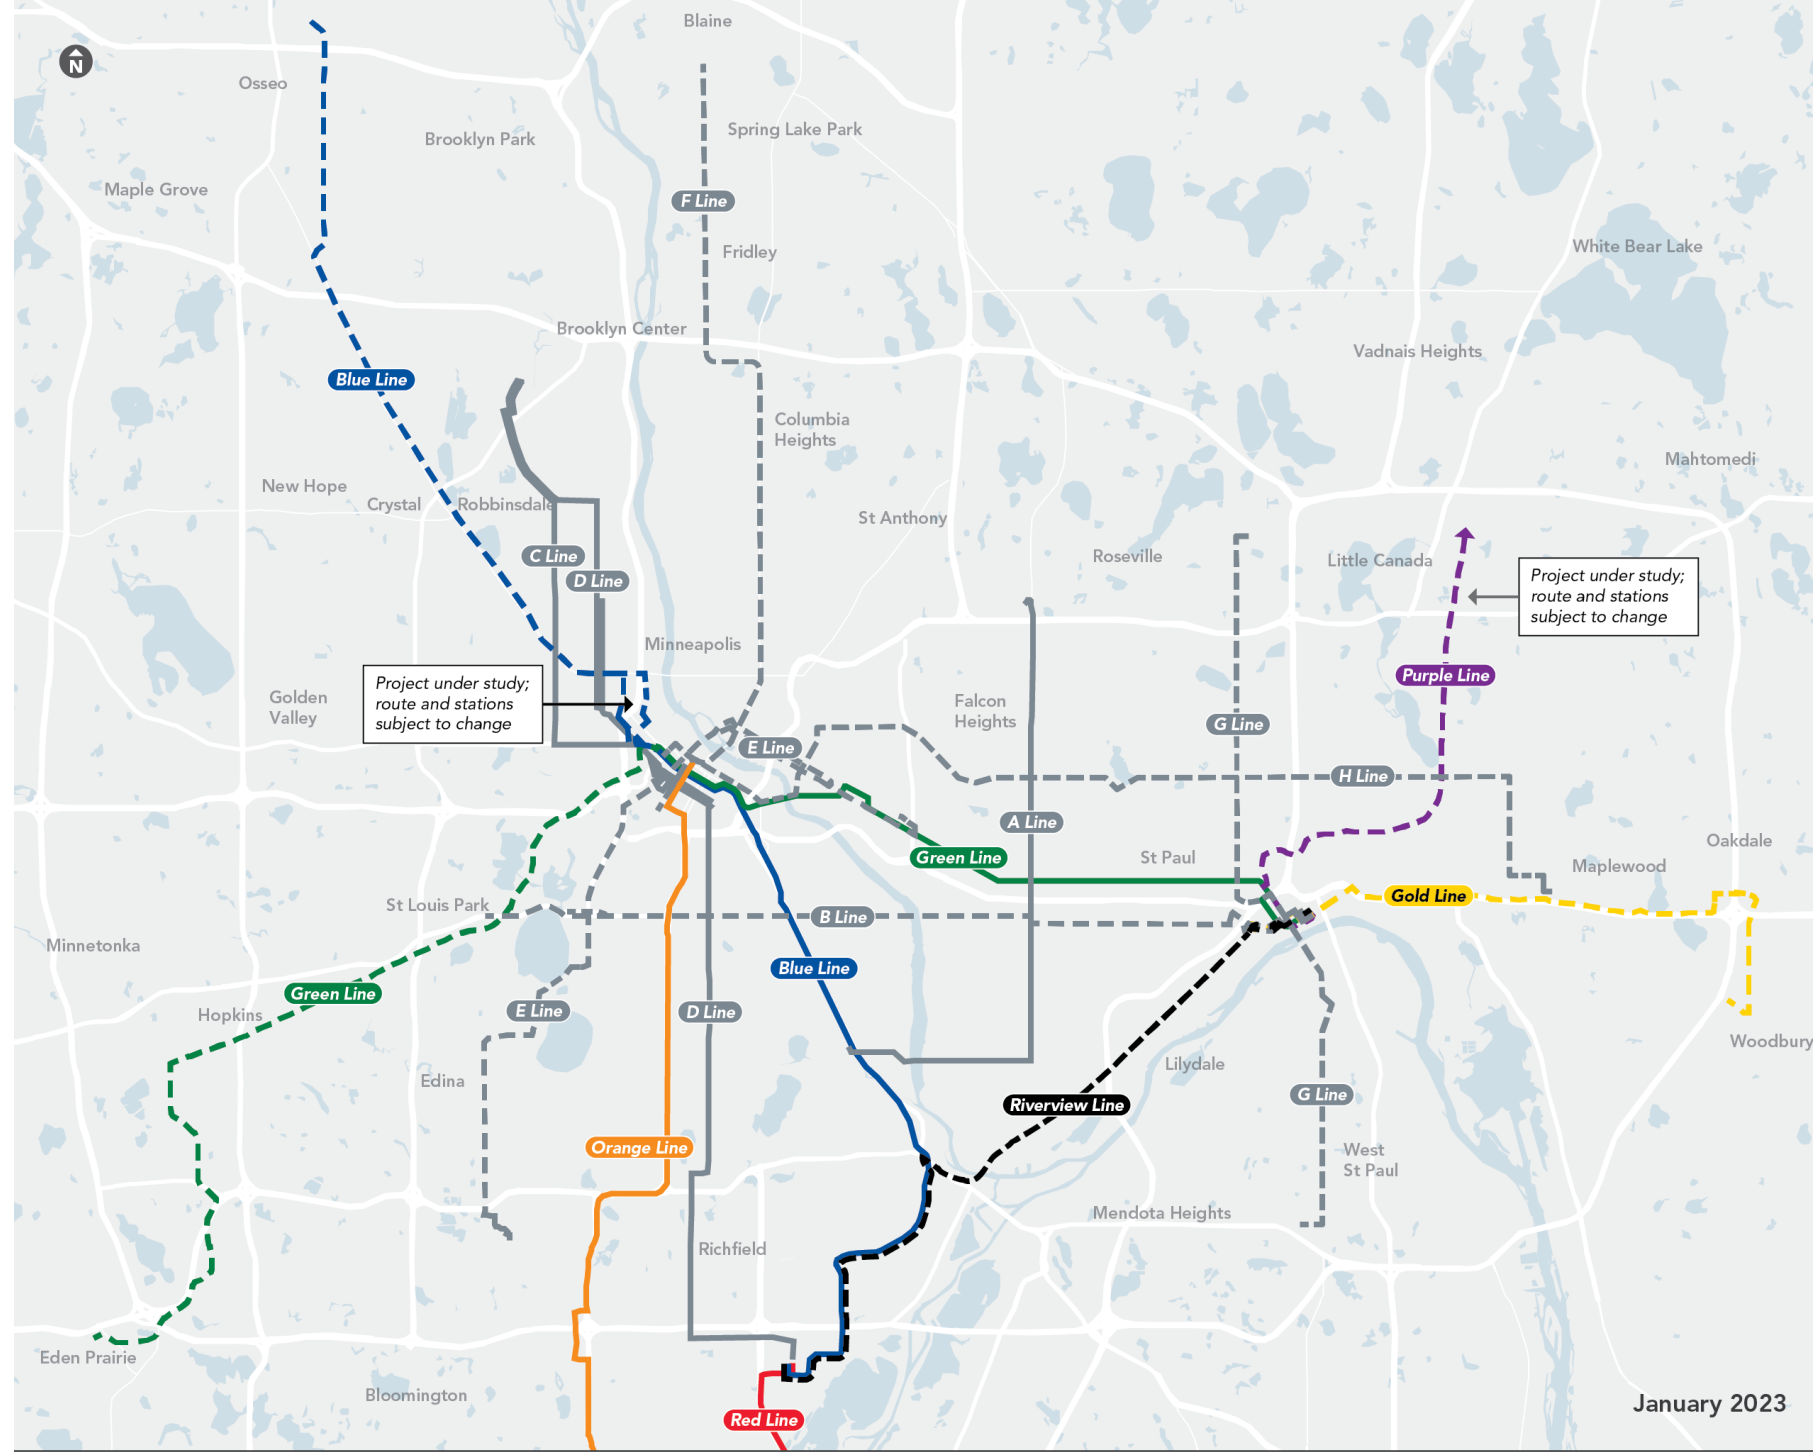 Blaine
N
Osseo
Spring Lake Park
Brooklyn Park
Maple Grove
F Line
White Bear Lake
Fridley
Brooklyn Center
Vadnais Heights
Blue Line
Columbia
Heights
Mahtomedi
New Hope
Crystal
Robbinsdale
St Anthony
C Line
Roseville
Little Canada
D Line
Project under study;
route and stations
subject to change
Minneapolis
Purple Line
Project under study;
route and stations
subject to change
Golden
Valley
Falcon
Heights
G Line
E Line
H Line
A Line
Oakdale
Green Line
St Paul
Maplewood
Gold Line
St Louis Park
B Line
Minnetonka
Blue Line
Green Line
Hopkins
E Line
D Line
Woodbury
Lilydale
Edina
G Line
Riverview Line
Orange Line
West
St Paul
Mendota Heights
Richfield
Eden Prairie
Bloomington
January 2023
Red Line